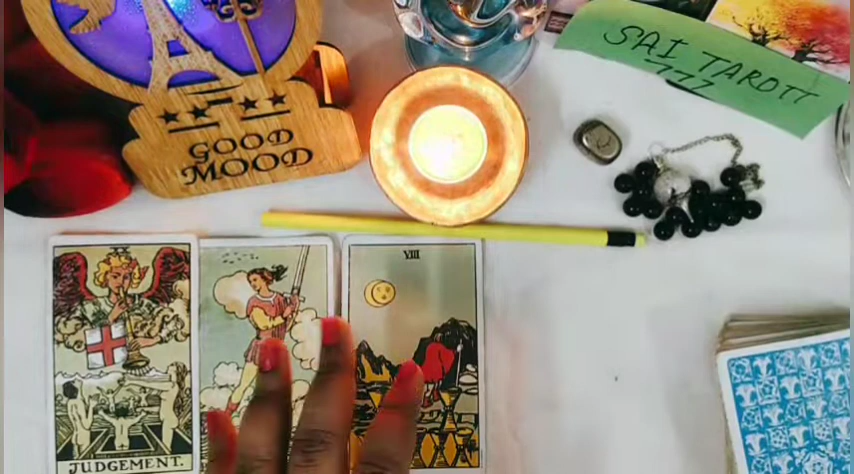 GOOD
MOOD
SAI TAROTT
777
VIII
JUDGEMENT.